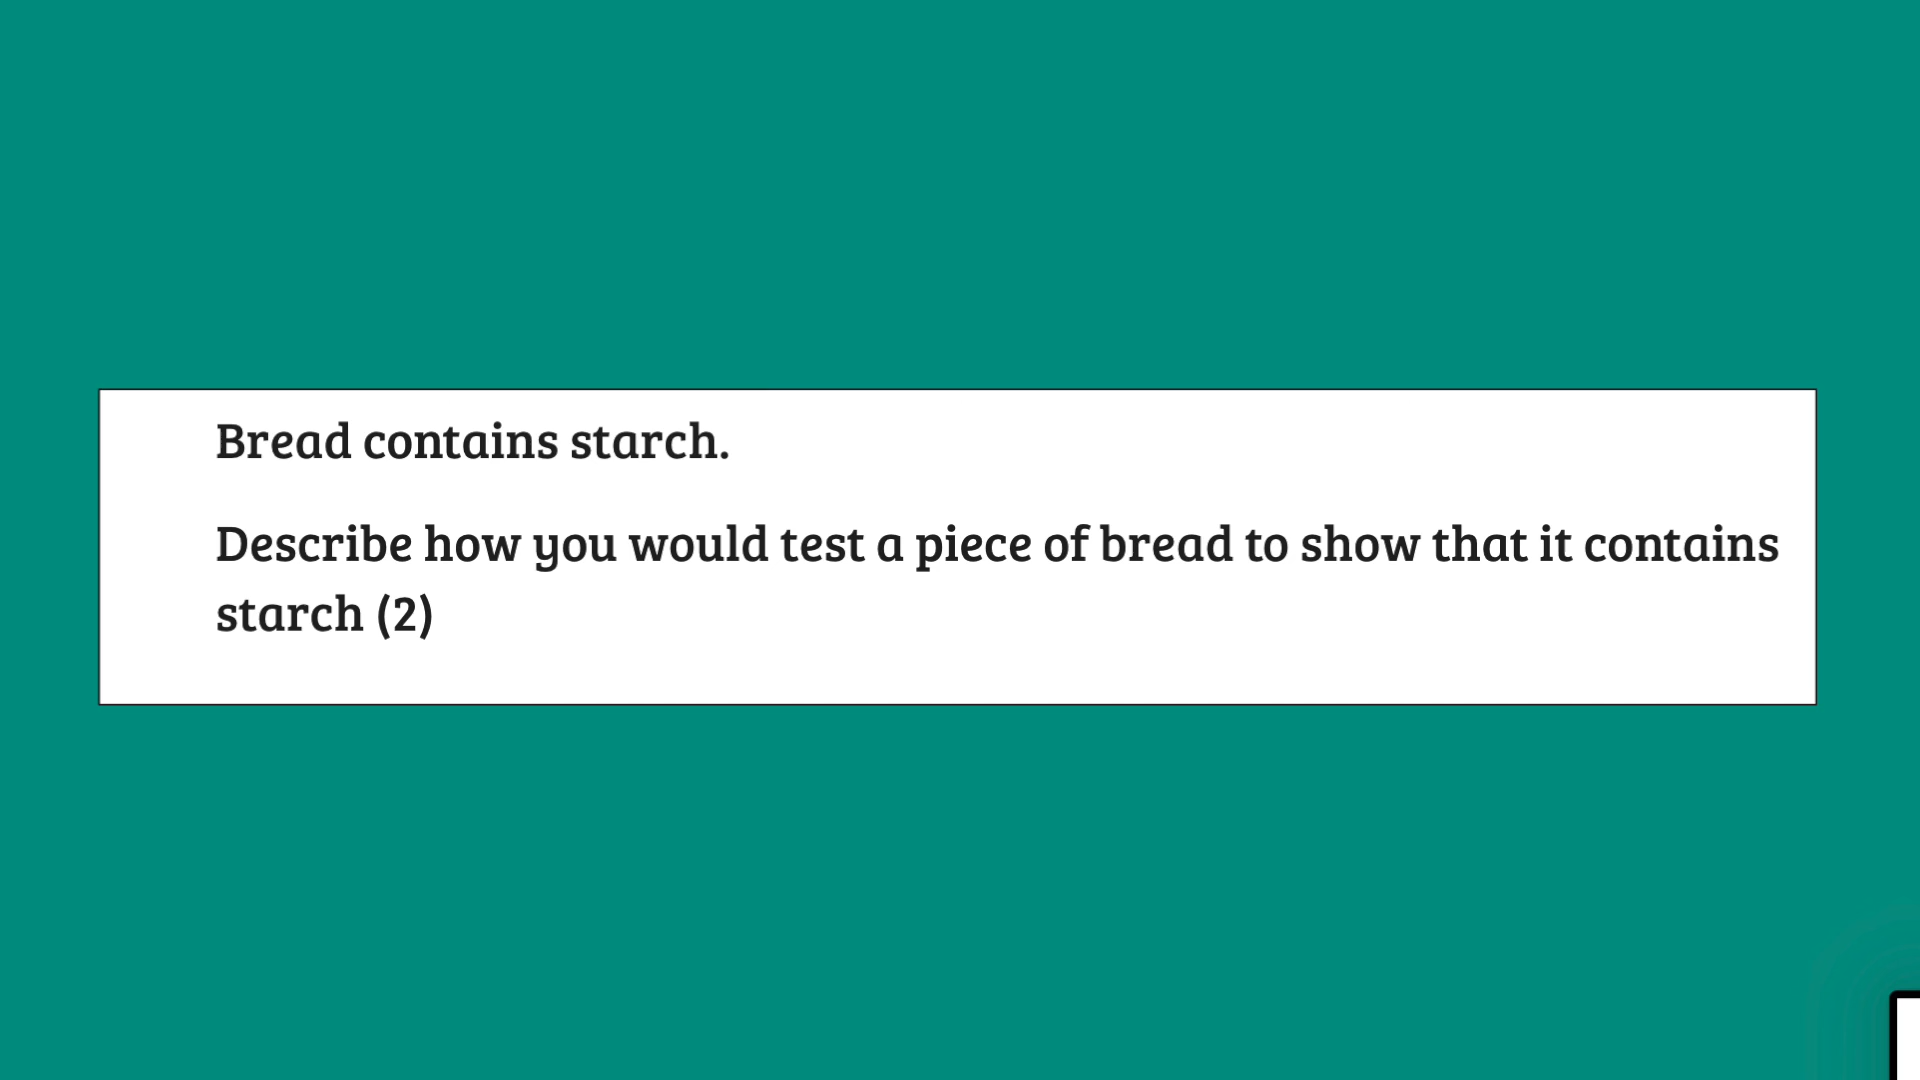 Bread contains starch.
Describe how you would test a piece of bread to show that it contains
starch (2)